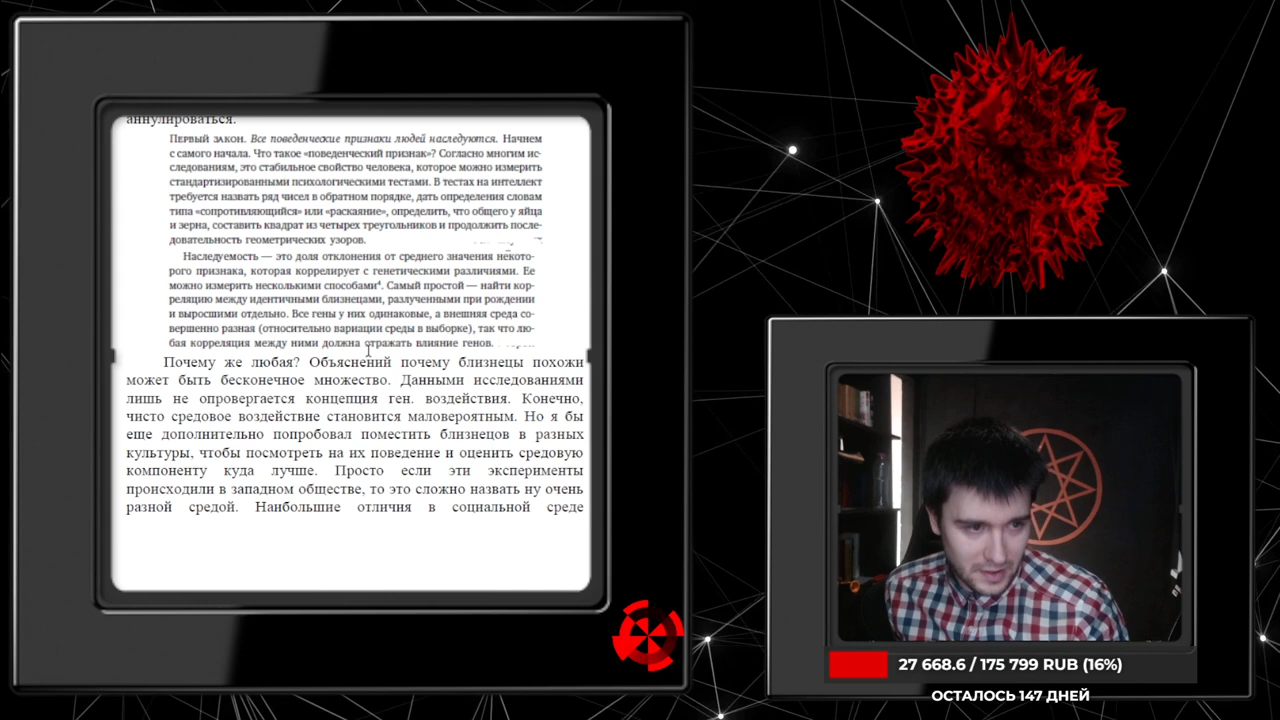 аннулироваться.
Первый закон. Все поведенческие признаки людей наследуются. Начнем
с самого начала. Что такое «поведенческий признак»? Согласно многим ис-
следованиям, это стабильное свойство человека, которое можно измерить
стандартизированными психологическими тестами. В тестах на интеллект
требуется назвать ряд чисел в обратном порядке, дать определения словам
типа «сопротивляющийся» или «раскаяние», определить, что общего у яйца
и зерна, составить квадрат из четырех треугольников и продолжить после-
довательность геометрических узоров.
Наследуемость — это доля отклонения от среднего значения некото-
рого признака, которая коррелирует с генетическими различиями. Ее
можно измерить несколькими способами⁴. Самый простой — найти кор-
реляцию между идентичными близнецами, разлученными при рождении
и выросшими отдельно. Все гены у них одинаковые, а внешняя среда со-
вершенно разная (относительно вариации среды в выборке), так что лю-
бая корреляция между ними должна отражать влияние генов.
Почему же любая? Объяснений почему близнецы похожи
может быть бесконечное множество. Данными исследованиями
лишь не опровергается концепция ген. воздействия. Конечно,
чисто средовое воздействие становится маловероятным. Но я бы
еще дополнительно попробовал поместить близнецов в разных
культуры, чтобы посмотреть на их поведение и оценить средовую
компоненту куда лучше. Просто если эти эксперименты
происходили в западном обществе, то это сложно назвать ну очень
разной средой. Наибольшие отличия в социальной среде
27 668.6 / 175 799 RUB (16%)
ОСТАЛОСЬ 147 ДНЕЙ